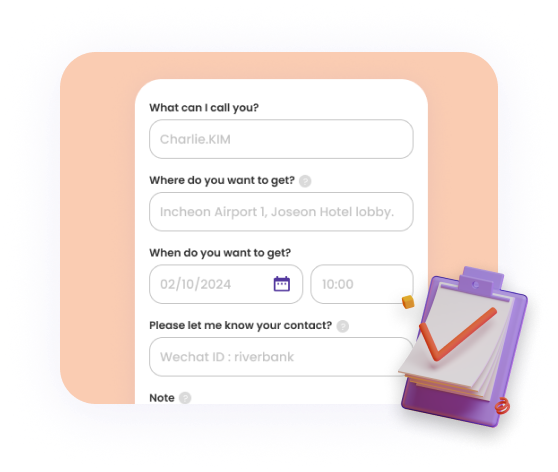 What can I call you?
Charlie.KIM
Where do you want to get? ?
Incheon Airport 1, Joseon Hotel lobby.
When do you want to get?
02/10/2024 10:00
Please let me know your contact? ?
Wechat ID : riverbank
Note ?